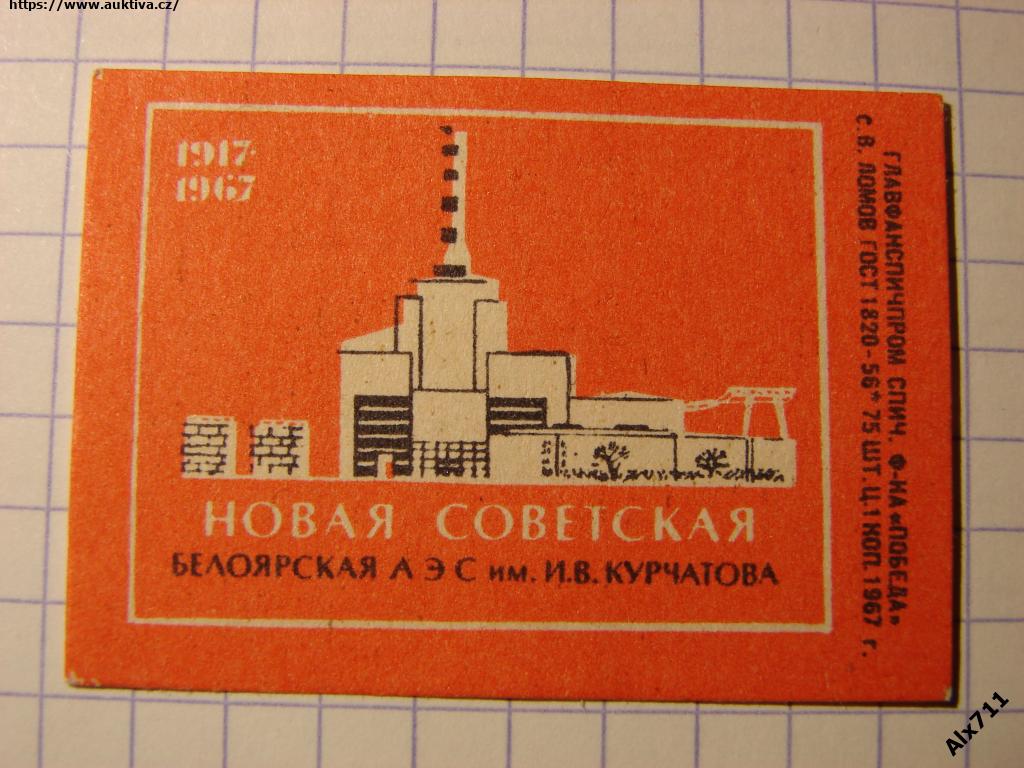 https://www.auktiva.cz/
1917-
1967
НОВАЯ СОВЕТСКАЯ
БЕЛОЯРСКАЯ АЭС им. И.В. КУРЧАТОВА
ГЛАВФАНСПИЧПРОМ СПИЧ. Ф-КА «ПОБЕДА»
с. В. ЛОМОВ ГОСТ 1820-56* 75 ШТ. Ц. 1 КОП. 1967 г.
Alx711